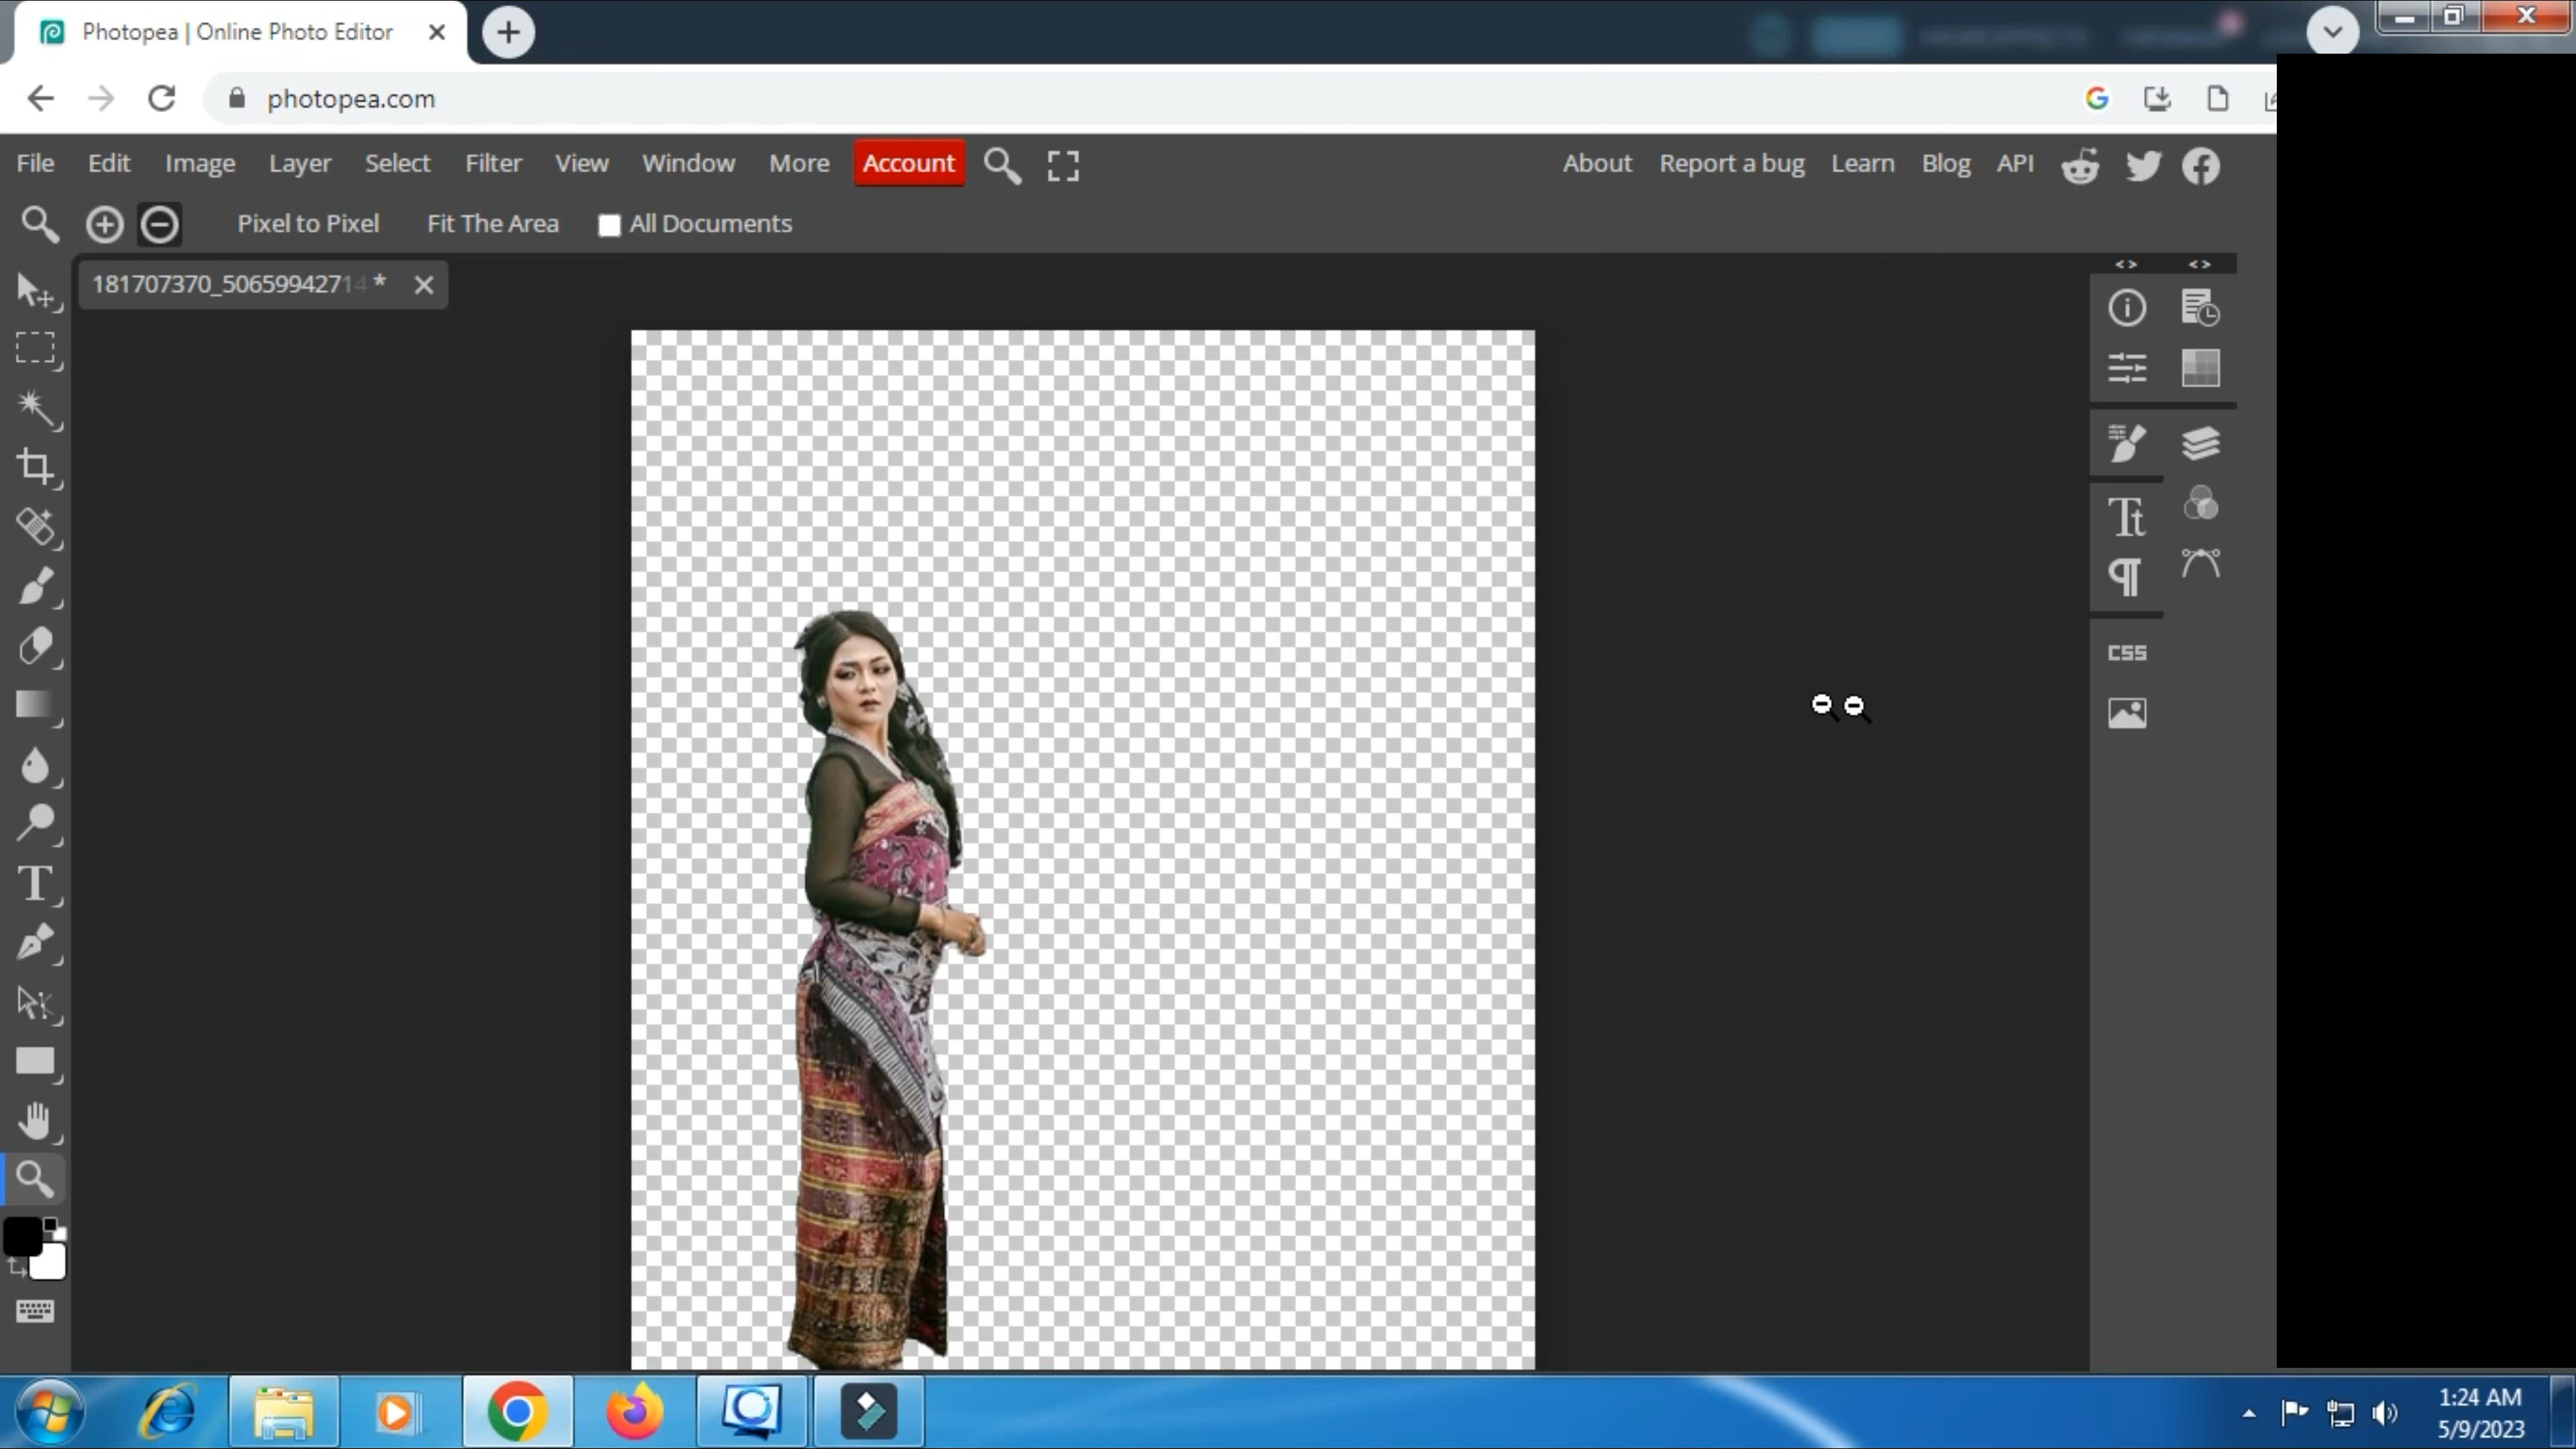 Photopea | Online Photo Editor
photopea.com
File Edit Image Layer Select Filter View Window More Account About Report a bug Learn Blog API
Pixel to Pixel Fit The Area All Documents
181707370_50659942714 *
CSS
1:24 AM
5/9/2023